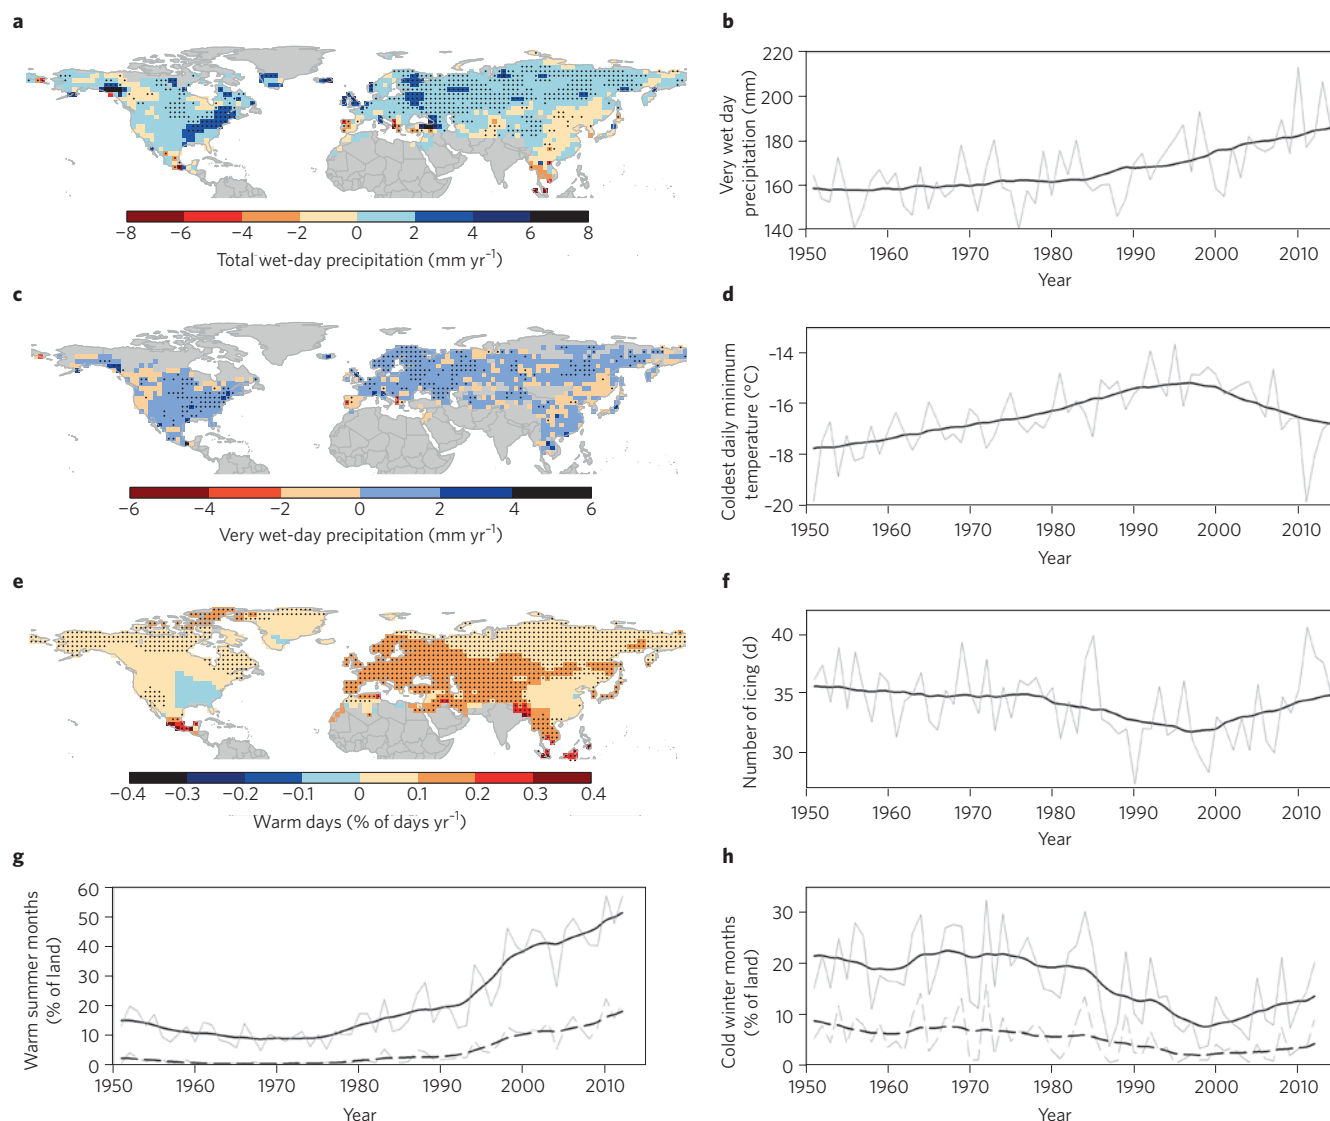 a
−8 −6 −4 −2 0 2 4 6 8
Total wet-day precipitation (mm yr−1)
b
220
200
180
160
140
Very wet day
precipitation (mm)
1950 1960 1970 1980 1990 2000 2010
Year
c
−6 −4 −2 0 2 4 6
Very wet-day precipitation (mm yr−1)
d
-14
-16
-18
-20
Coldest daily minimum
temperature (°C)
1950 1960 1970 1980 1990 2000 2010
Year
e
−0.4 −0.3 −0.2 −0.1 0 0.1 0.2 0.3 0.4
Warm days (% of days yr−1)
f
40
35
30
Number of icing (d)
1950 1960 1970 1980 1990 2000 2010
Year
g
60
50
40
30
20
10
0
Warm summer months
(% of land)
1950 1960 1970 1980 1990 2000 2010
Year
h
30
20
10
0
Cold winter months
(% of land)
1950 1960 1970 1980 1990 2000 2010
Year